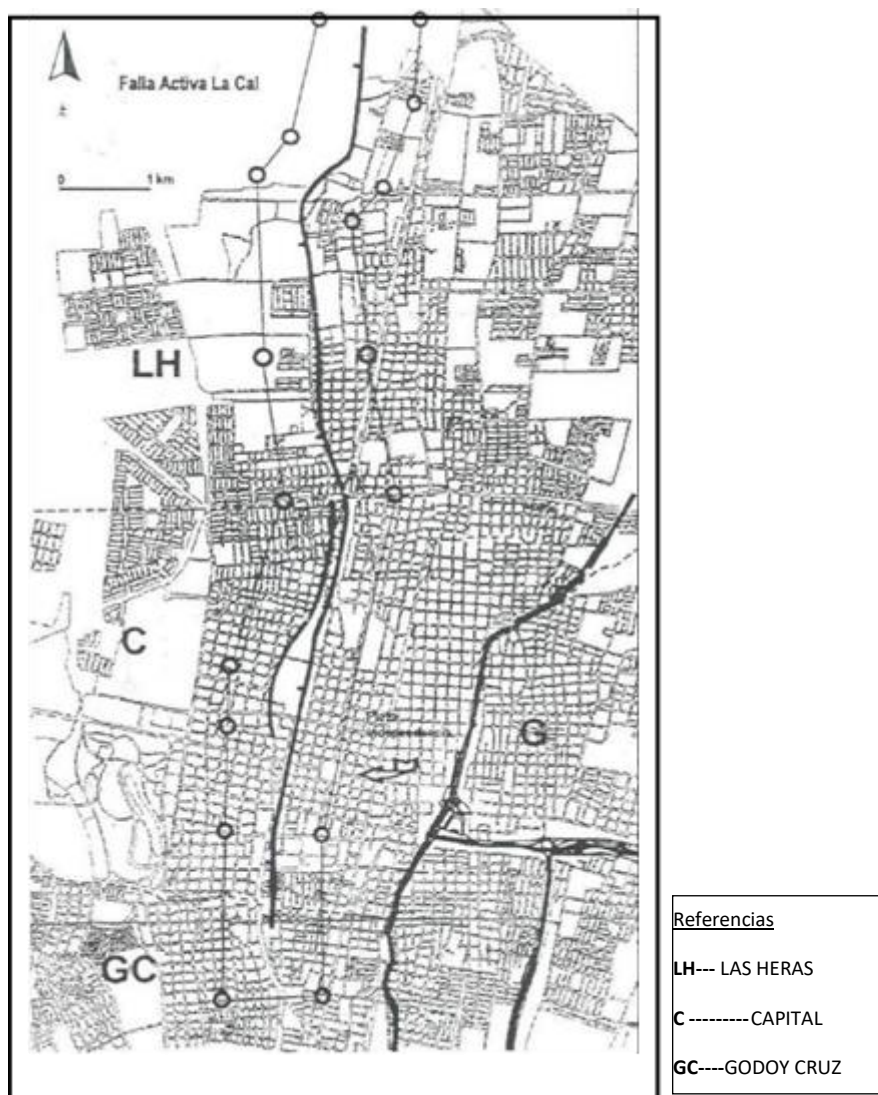 Falla Activa La Cal
0 1 km
LH
C
G
GC
Referencias
LH--- LAS HERAS
C ---------CAPITAL
GC----GODOY CRUZ